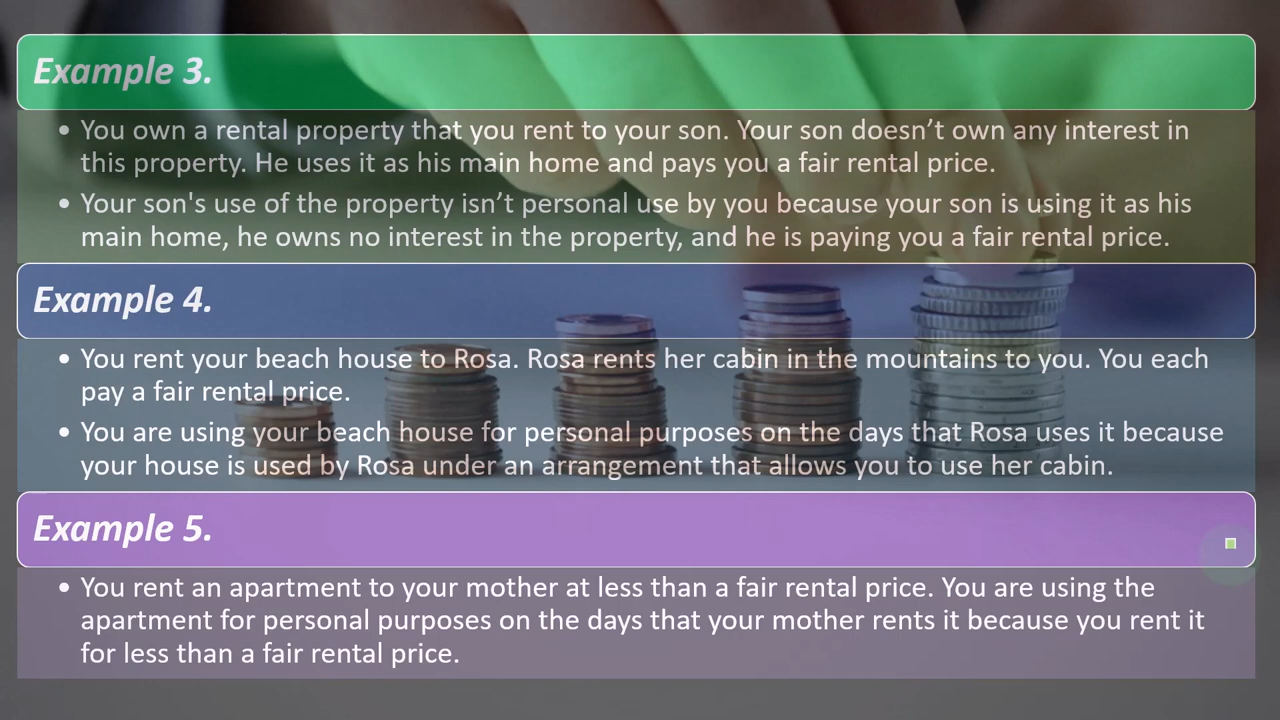 Example 3.
• You own a rental property that you rent to your son. Your son doesn’t own any interest in
this property. He uses it as his main home and pays you a fair rental price.
• Your son's use of the property isn’t personal use by you because your son is using it as his
main home, he owns no interest in the property, and he is paying you a fair rental price.
Example 4.
• You rent your beach house to Rosa. Rosa rents her cabin in the mountains to you. You each
pay a fair rental price.
• You are using your beach house for personal purposes on the days that Rosa uses it because
your house is used by Rosa under an arrangement that allows you to use her cabin.
Example 5.
• You rent an apartment to your mother at less than a fair rental price. You are using the
apartment for personal purposes on the days that your mother rents it because you rent it
for less than a fair rental price.